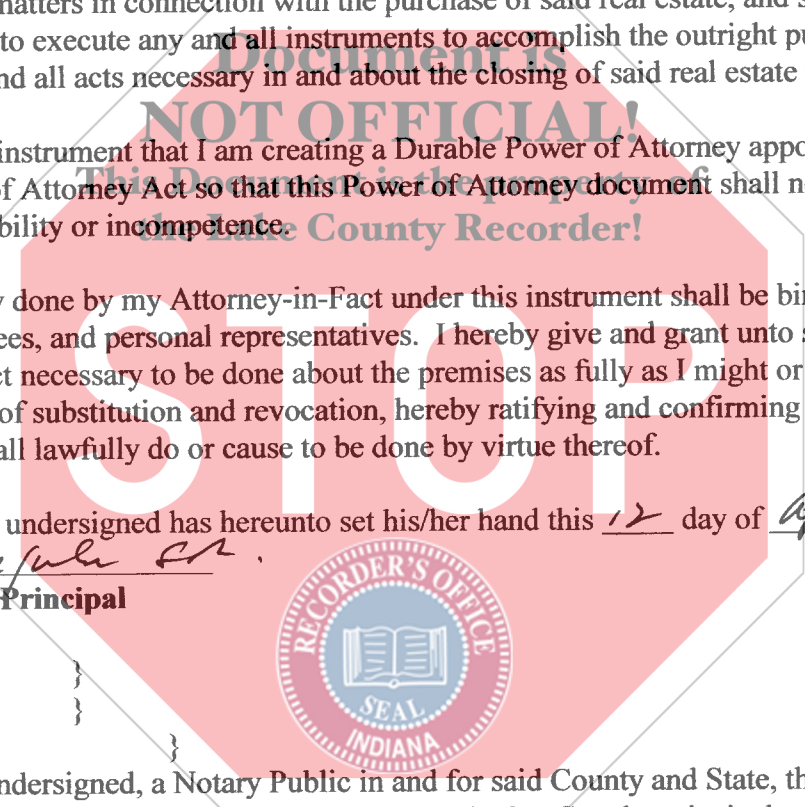 matters in connection with the purchase of said real estate, and s
to execute any and all instruments to accomplish the outright pu
nd all acts necessary in and about the closing of said real estate
Document is
NOT OFFICIAL!
instrument that I am creating a Durable Power of Attorney appo
This Document is the property of
of Attorney Act so that this Power of Attorney document shall n
the Lake County Recorder!
bility or incompetence.
y done by my Attorney-in-Fact under this instrument shall be bin
ees, and personal representatives. I hereby give and grant unto s
ct necessary to be done about the premises as fully as I might or
of substitution and revocation, hereby ratifying and confirming
all lawfully do or cause to be done by virtue thereof.
STOP
undersigned has hereunto set his/her hand this 12 day of
Principal
}
}
}
RECORDER'S OFFICE
SEAL
INDIANA
ndersigned, a Notary Public in and for said County and State, th